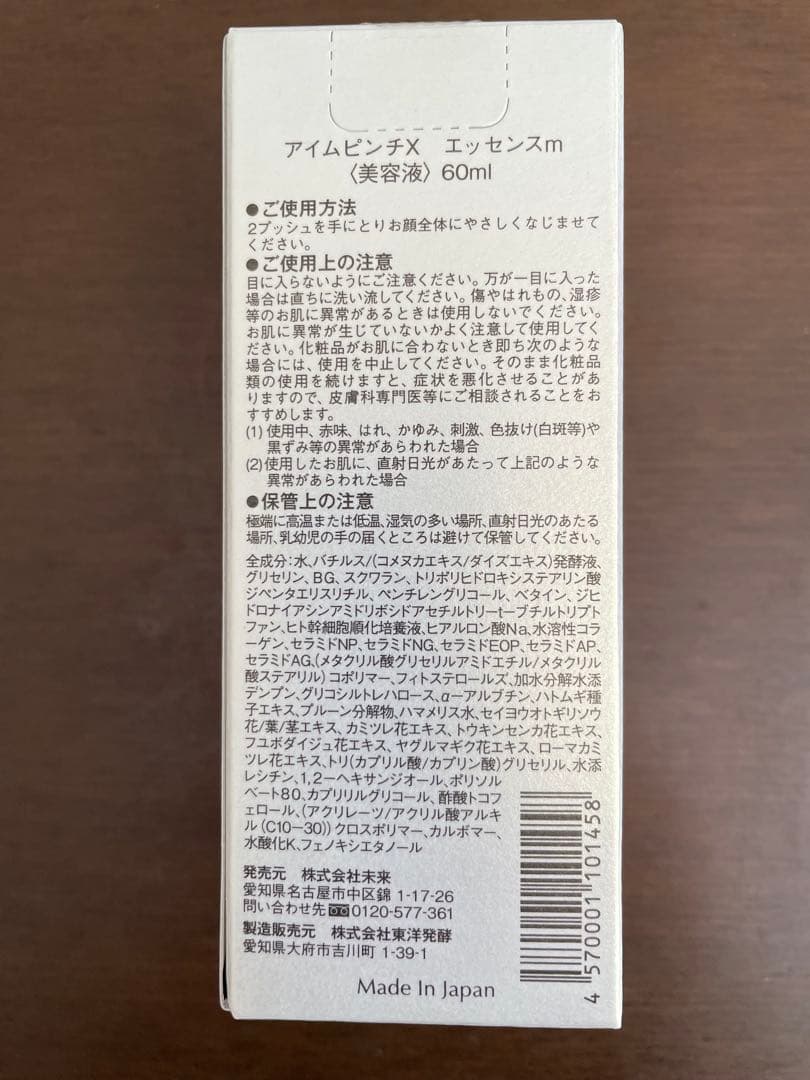 アイムピンチX　エッセンスm
〈美容液〉60ml
●ご使用方法
2プッシュを手にとりお顔全体にやさしくなじませて
ください。
●ご使用上の注意
目に入らないようにご注意ください。万が一目に入った
場合は直ちに洗い流してください。傷やはれもの、湿疹
等のお肌に異常があるときは使用しないでください。
お肌に異常が生じていないかよく注意して使用してく
ださい。化粧品がお肌に合わないとき即ち次のような
場合には、使用を中止してください。そのまま化粧品
類の使用を続けますと、症状を悪化させることがあ
りますので、皮膚科専門医等にご相談されることをお
すすめします。
(1) 使用中、赤味、はれ、かゆみ、刺激、色抜け(白斑等)や
黒ずみ等の異常があらわれた場合
(2)使用したお肌に、直射日光があたって上記のような
異常があらわれた場合
●保管上の注意
極端に高温または低温、湿気の多い場所、直射日光のあたる
場所、乳幼児の手の届くところは避けて保管してください。
全成分：水、バチルス/(コメヌカエキス/ダイズエキス)発酵液、
グリセリン、BG、スクワラン、トリポリヒドロキシステアリン酸
ジペンタエリスリチル、ペンチレングリコール、ベタイン、ジヒ
ドロナイアシンアミドリボシドアセチルトリーt-ブチルトリプト
ファン、ヒト幹細胞順化培養液、ヒアルロン酸Na、水溶性コラ
ーゲン、セラミドNP、セラミドNG、セラミドEOP、セラミドAP、
セラミドAG、(メタクリル酸グリセリルアミドエチル/メタクリル
酸ステアリル)コポリマー、フィトステロールズ、加水分解水添
デンプン、グリコシルトレハロース、α-アルブチン、ハトムギ種
子エキス、プルーン分解物、ハマメリス水、セイヨウオトギリソウ
花/葉/茎エキス、カミツレ花エキス、トウキンセンカ花エキス、
フユボダイジュ花エキス、ヤグルマギク花エキス、ローマカミ
ツレ花エキス、トリ(カプリル酸/カプリン酸)グリセリル、水添
レシチン、1,2-ヘキサンジオール、ポリソル
ベート80、カプリリルグリコール、酢酸トコフ
ェロール、(アクリレーツ/アクリル酸アルキ
ル(C10-30))クロスポリマー、カルボマー、
水酸化K、フェノキシエタノール
発売元　株式会社未来
愛知県名古屋市中区錦 1-17-26
問い合わせ先 0120-577-361
製造販売元　株式会社東洋発酵
愛知県大府市吉川町 1-39-1
Made In Japan
4 570001 101458